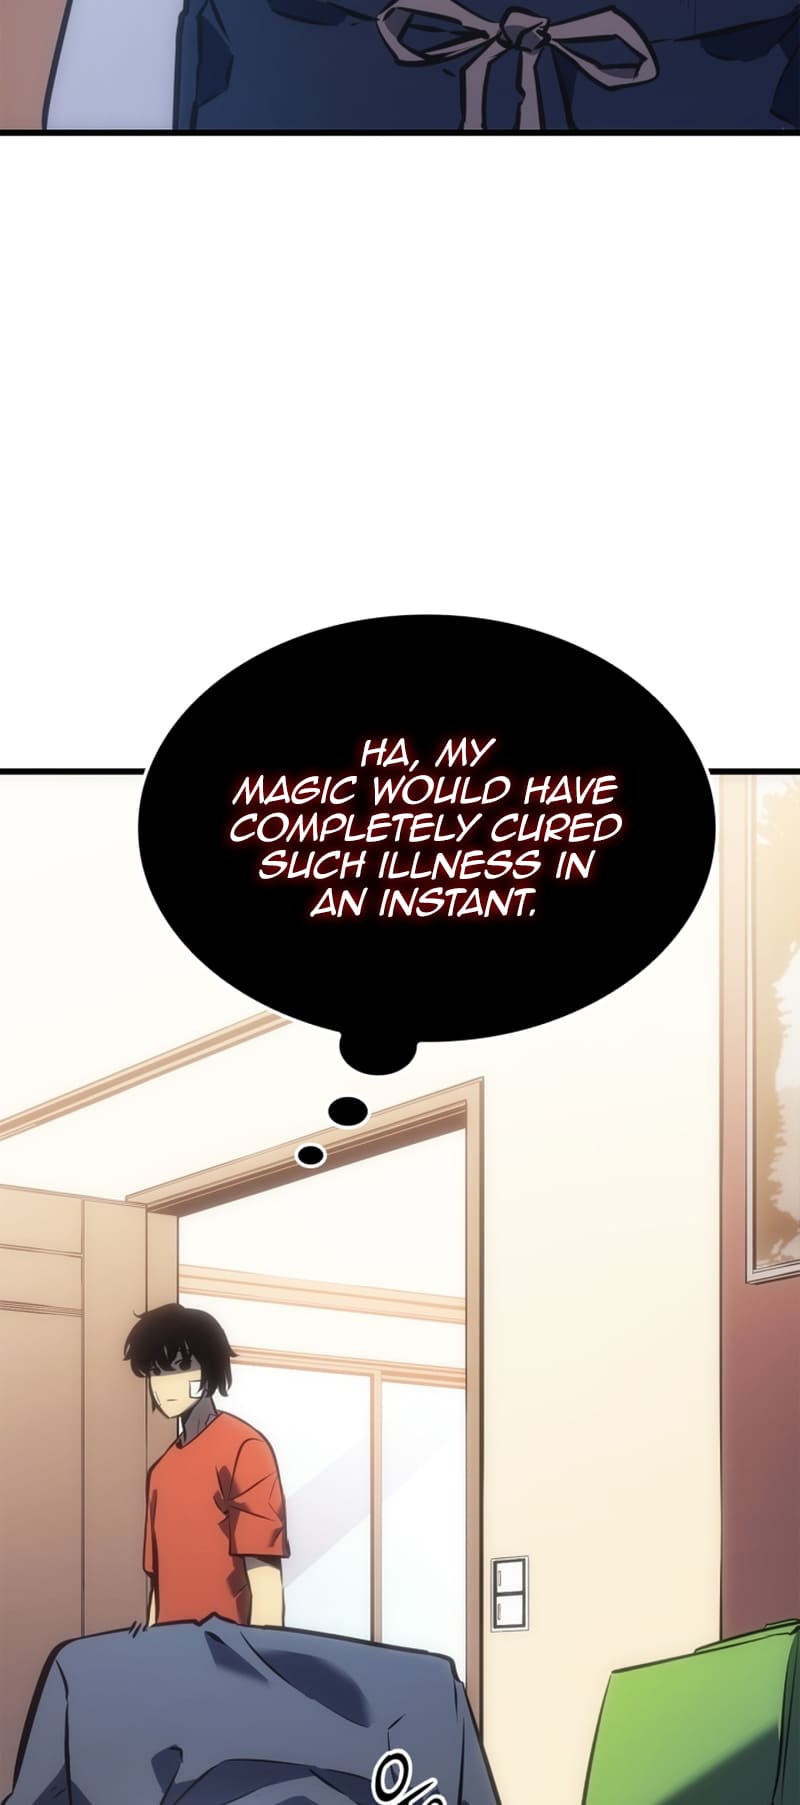 HA, MY
MAGIC WOULD HAVE
COMPLETELY CURED
SUCH ILLNESS IN
AN INSTANT.